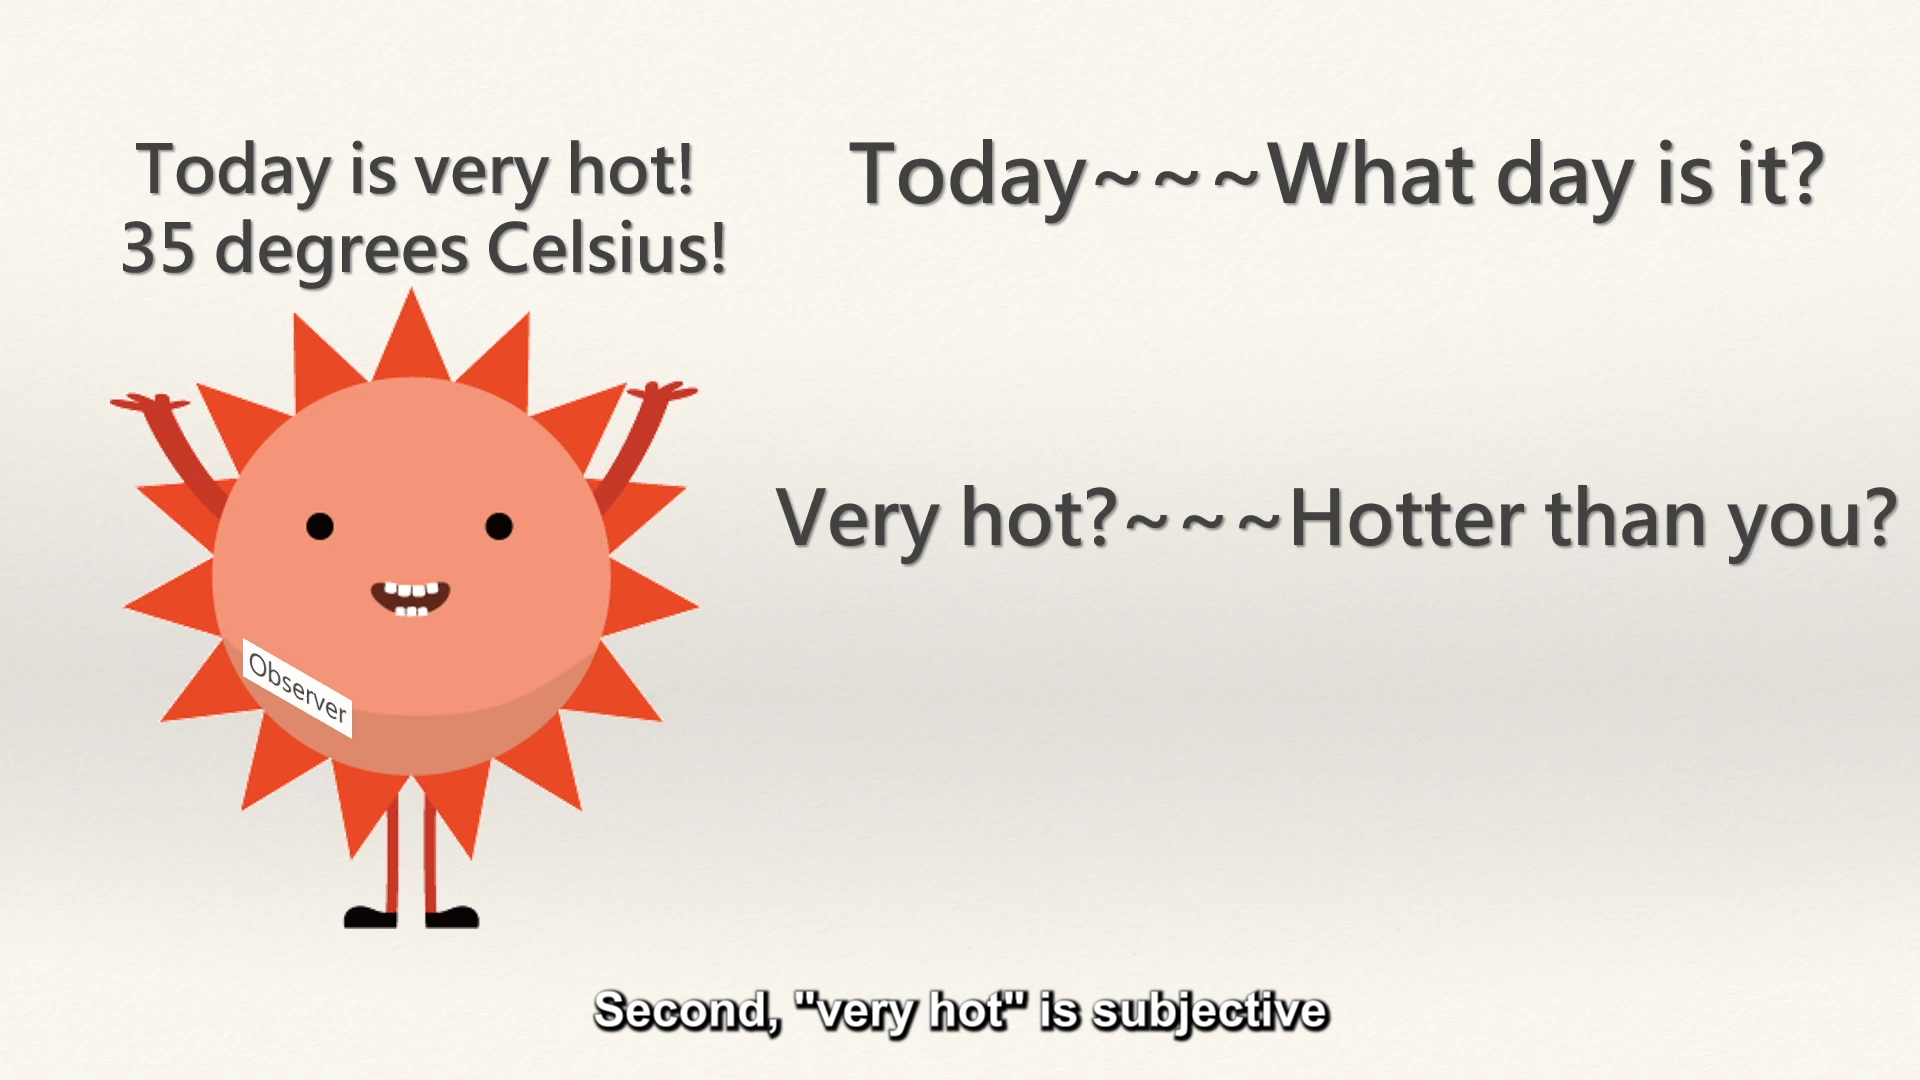 Today is very hot!
35 degrees Celsius!
Today~~~What day is it?
Very hot?~~~Hotter than you?
Observer
Second, "very hot" is subjective